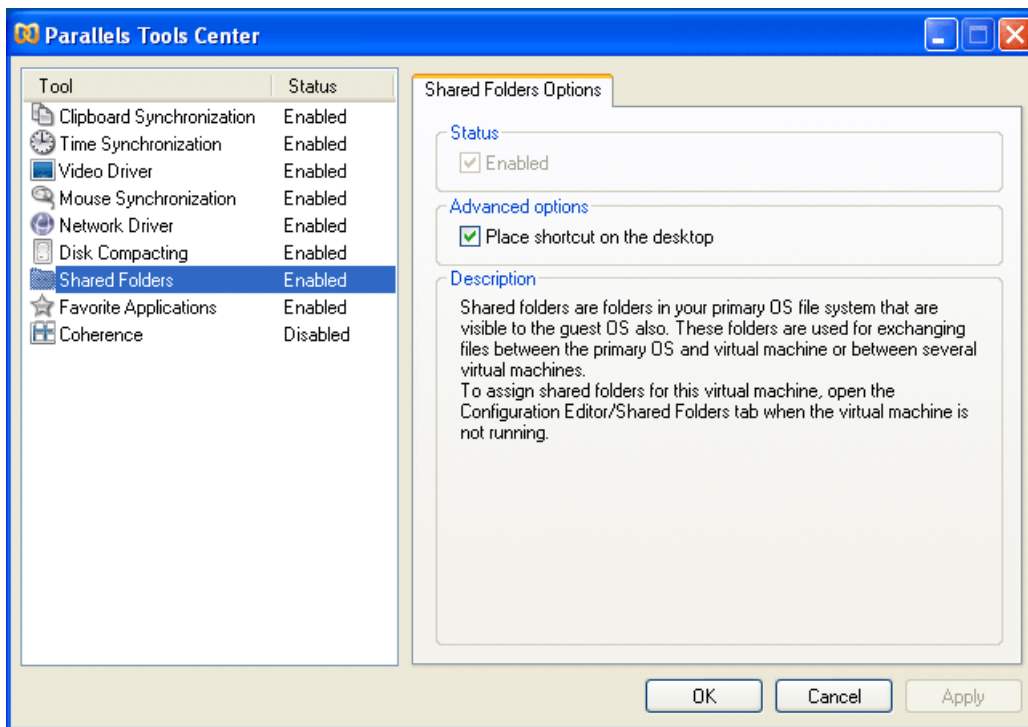 Parallels Tools Center
Tool Status
Clipboard Synchronization Enabled
Time Synchronization Enabled
Video Driver Enabled
Mouse Synchronization Enabled
Network Driver Enabled
Disk Compacting Enabled
Shared Folders Enabled
Favorite Applications Enabled
Coherence Disabled
Shared Folders Options
Status
Enabled
Advanced options
Place shortcut on the desktop
Description
Shared folders are folders in your primary OS file system that are
visible to the guest OS also. These folders are used for exchanging
files between the primary OS and virtual machine or between several
virtual machines.
To assign shared folders for this virtual machine, open the
Configuration Editor/Shared Folders tab when the virtual machine is
not running.
OK Cancel Apply